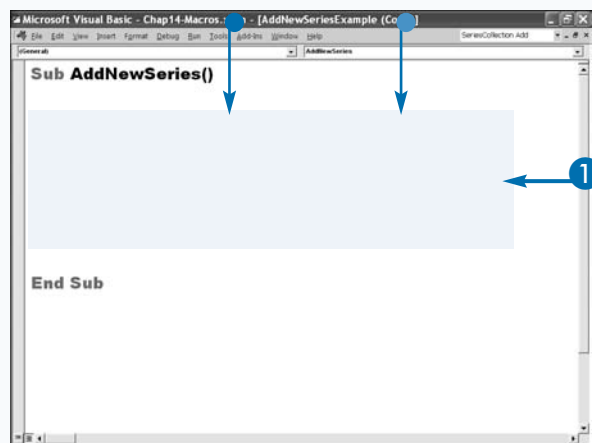 Microsoft Visual Basic - Chap14-Macros. - [AddNewSeriesExample
File Edit View Insert Format Debug Run Tools Add-Ins Window Help SeriesCollection Add
(General) AddNewSeries
Sub AddNewSeries()
1
End Sub